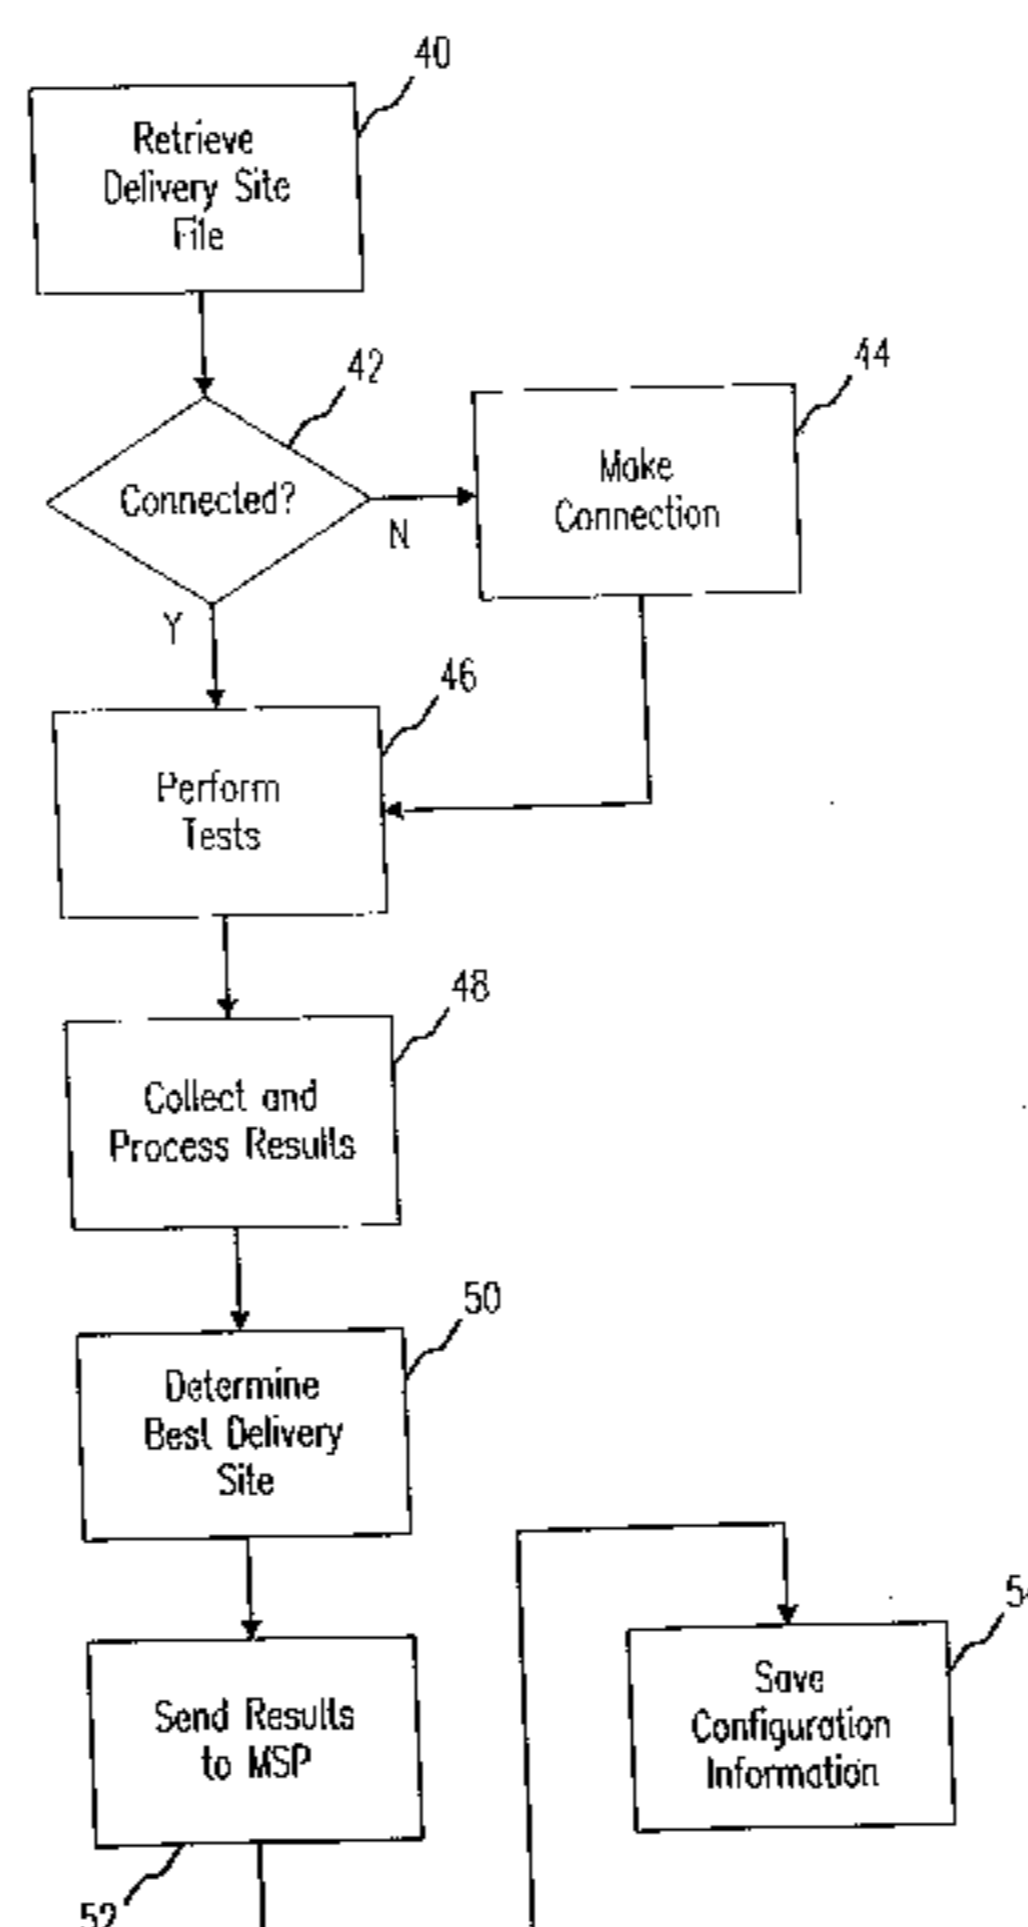 40
Retrieve
Delivery Site
File
42
Connected?
N
Y
44
Make
Connection
46
Perform
Tests
48
Collect and
Process Results
50
Determine
Best Delivery
Site
Send Results
to MSP
52
54
Save
Configuration
Information